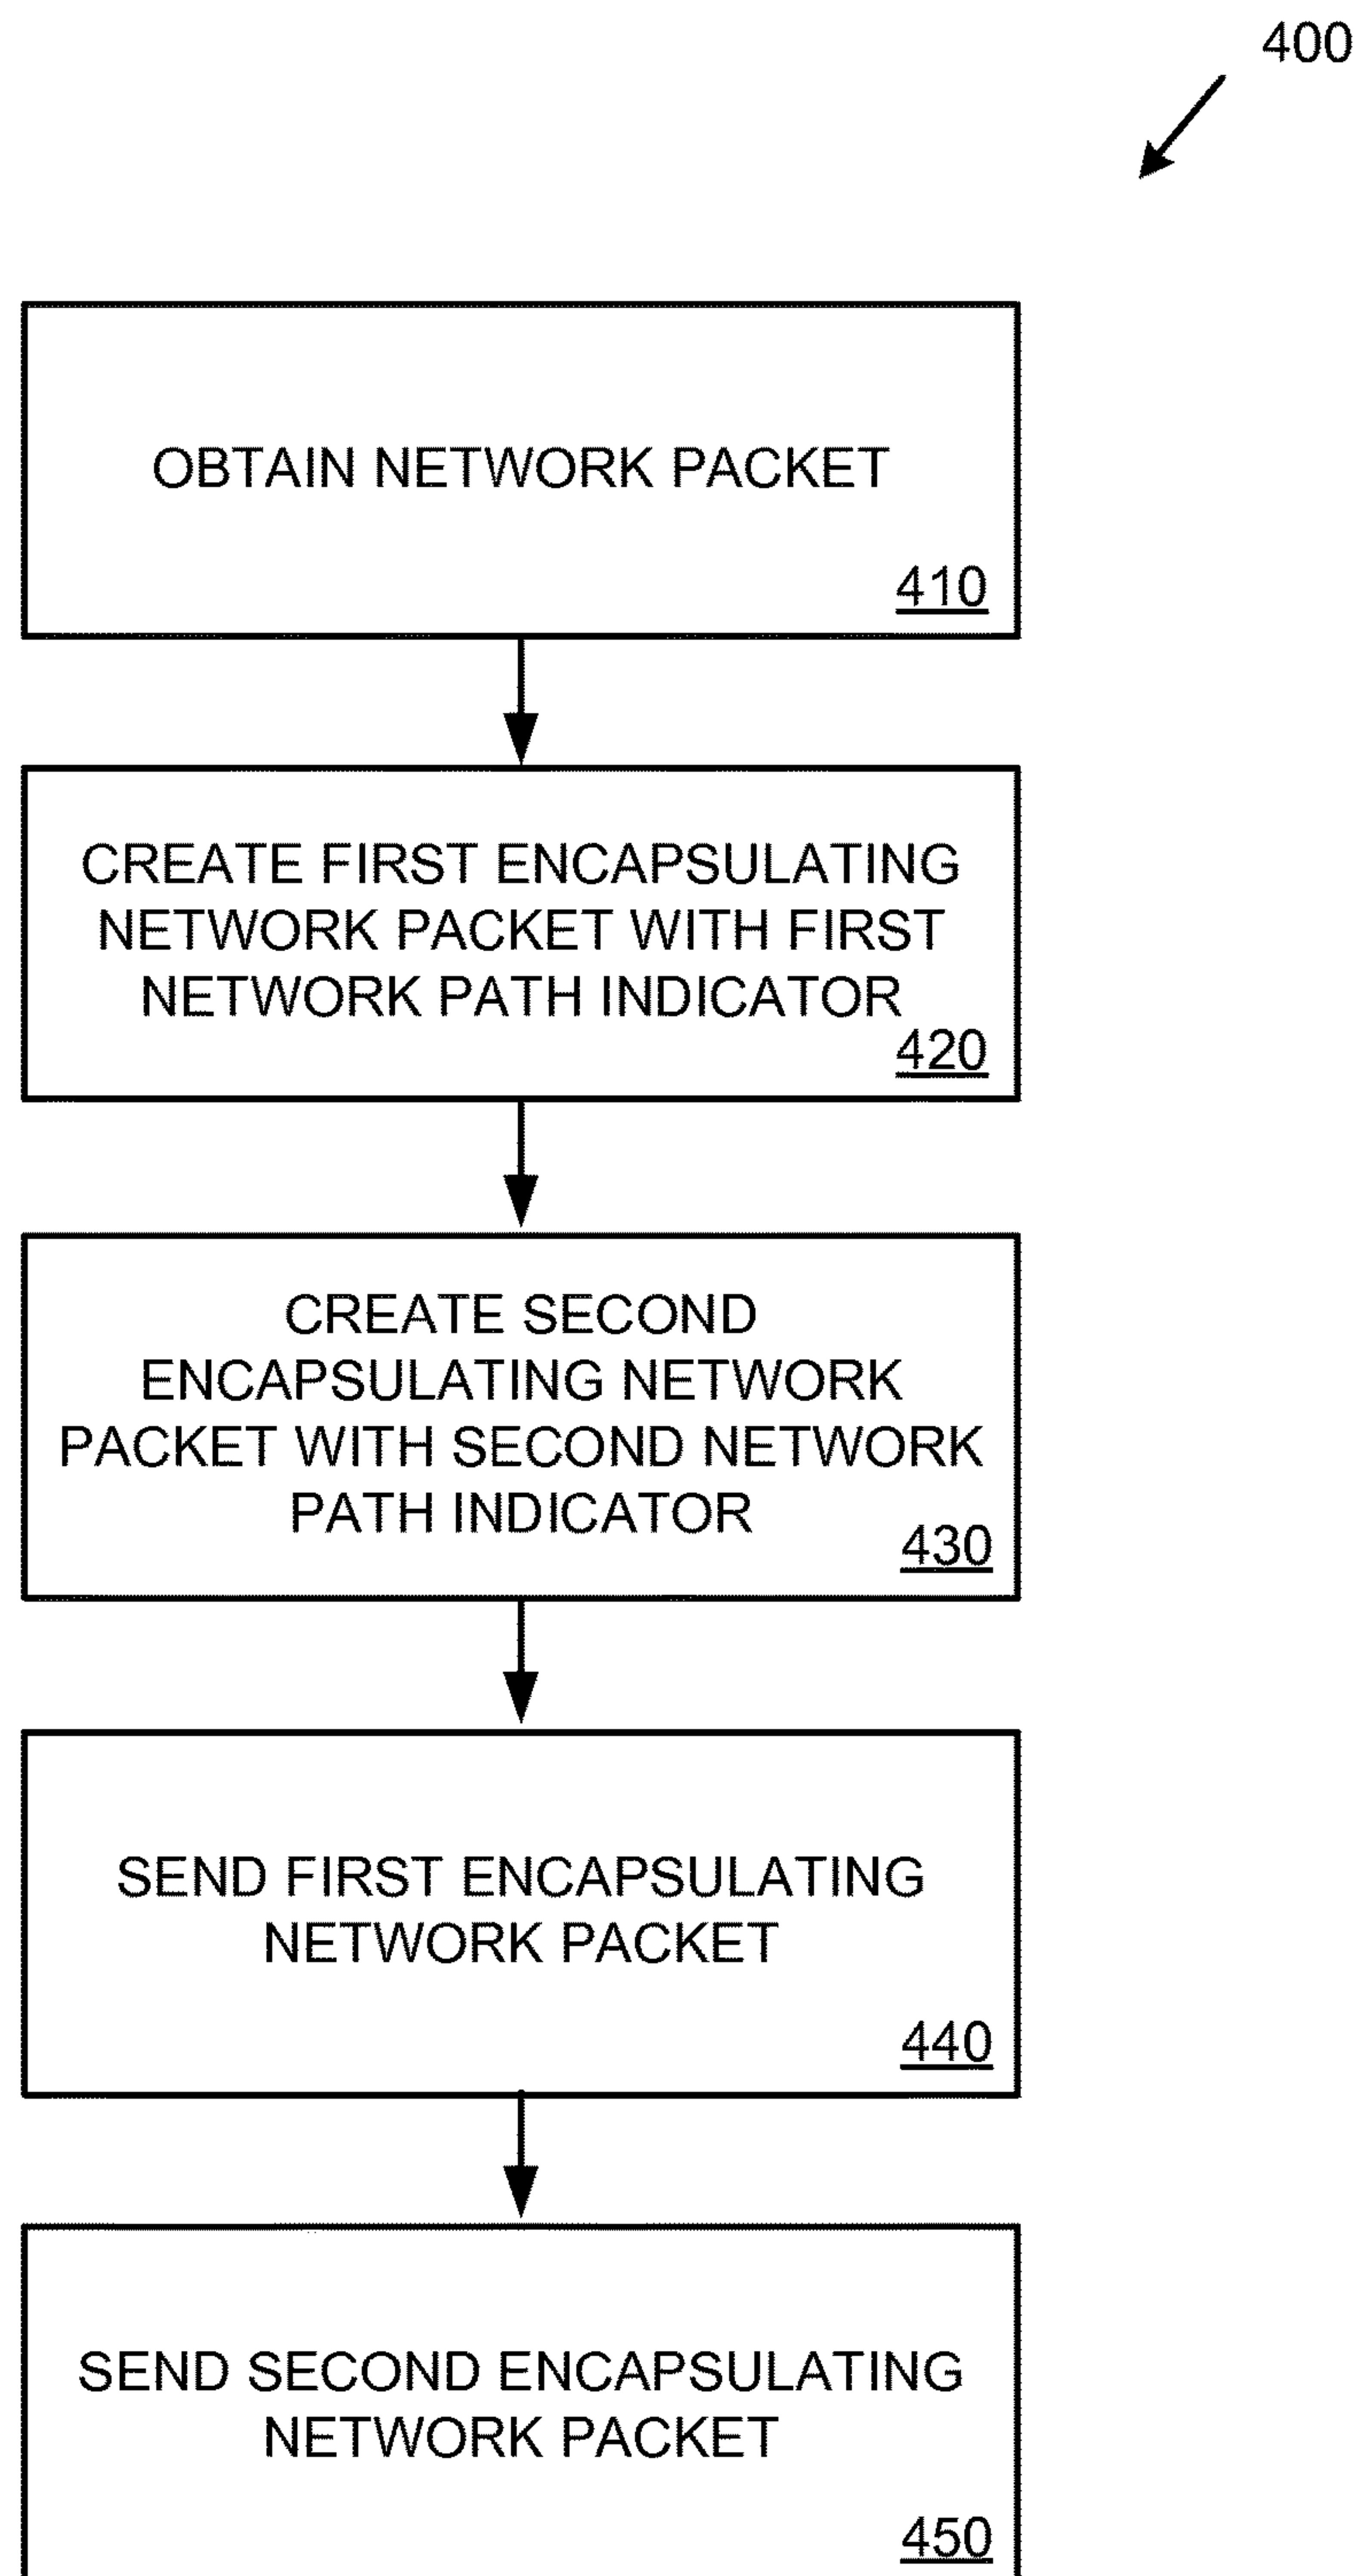 400
OBTAIN NETWORK PACKET
410
CREATE FIRST ENCAPSULATING
NETWORK PACKET WITH FIRST
NETWORK PATH INDICATOR
420
CREATE SECOND
ENCAPSULATING NETWORK
PACKET WITH SECOND NETWORK
PATH INDICATOR
430
SEND FIRST ENCAPSULATING
NETWORK PACKET
440
SEND SECOND ENCAPSULATING
NETWORK PACKET
450